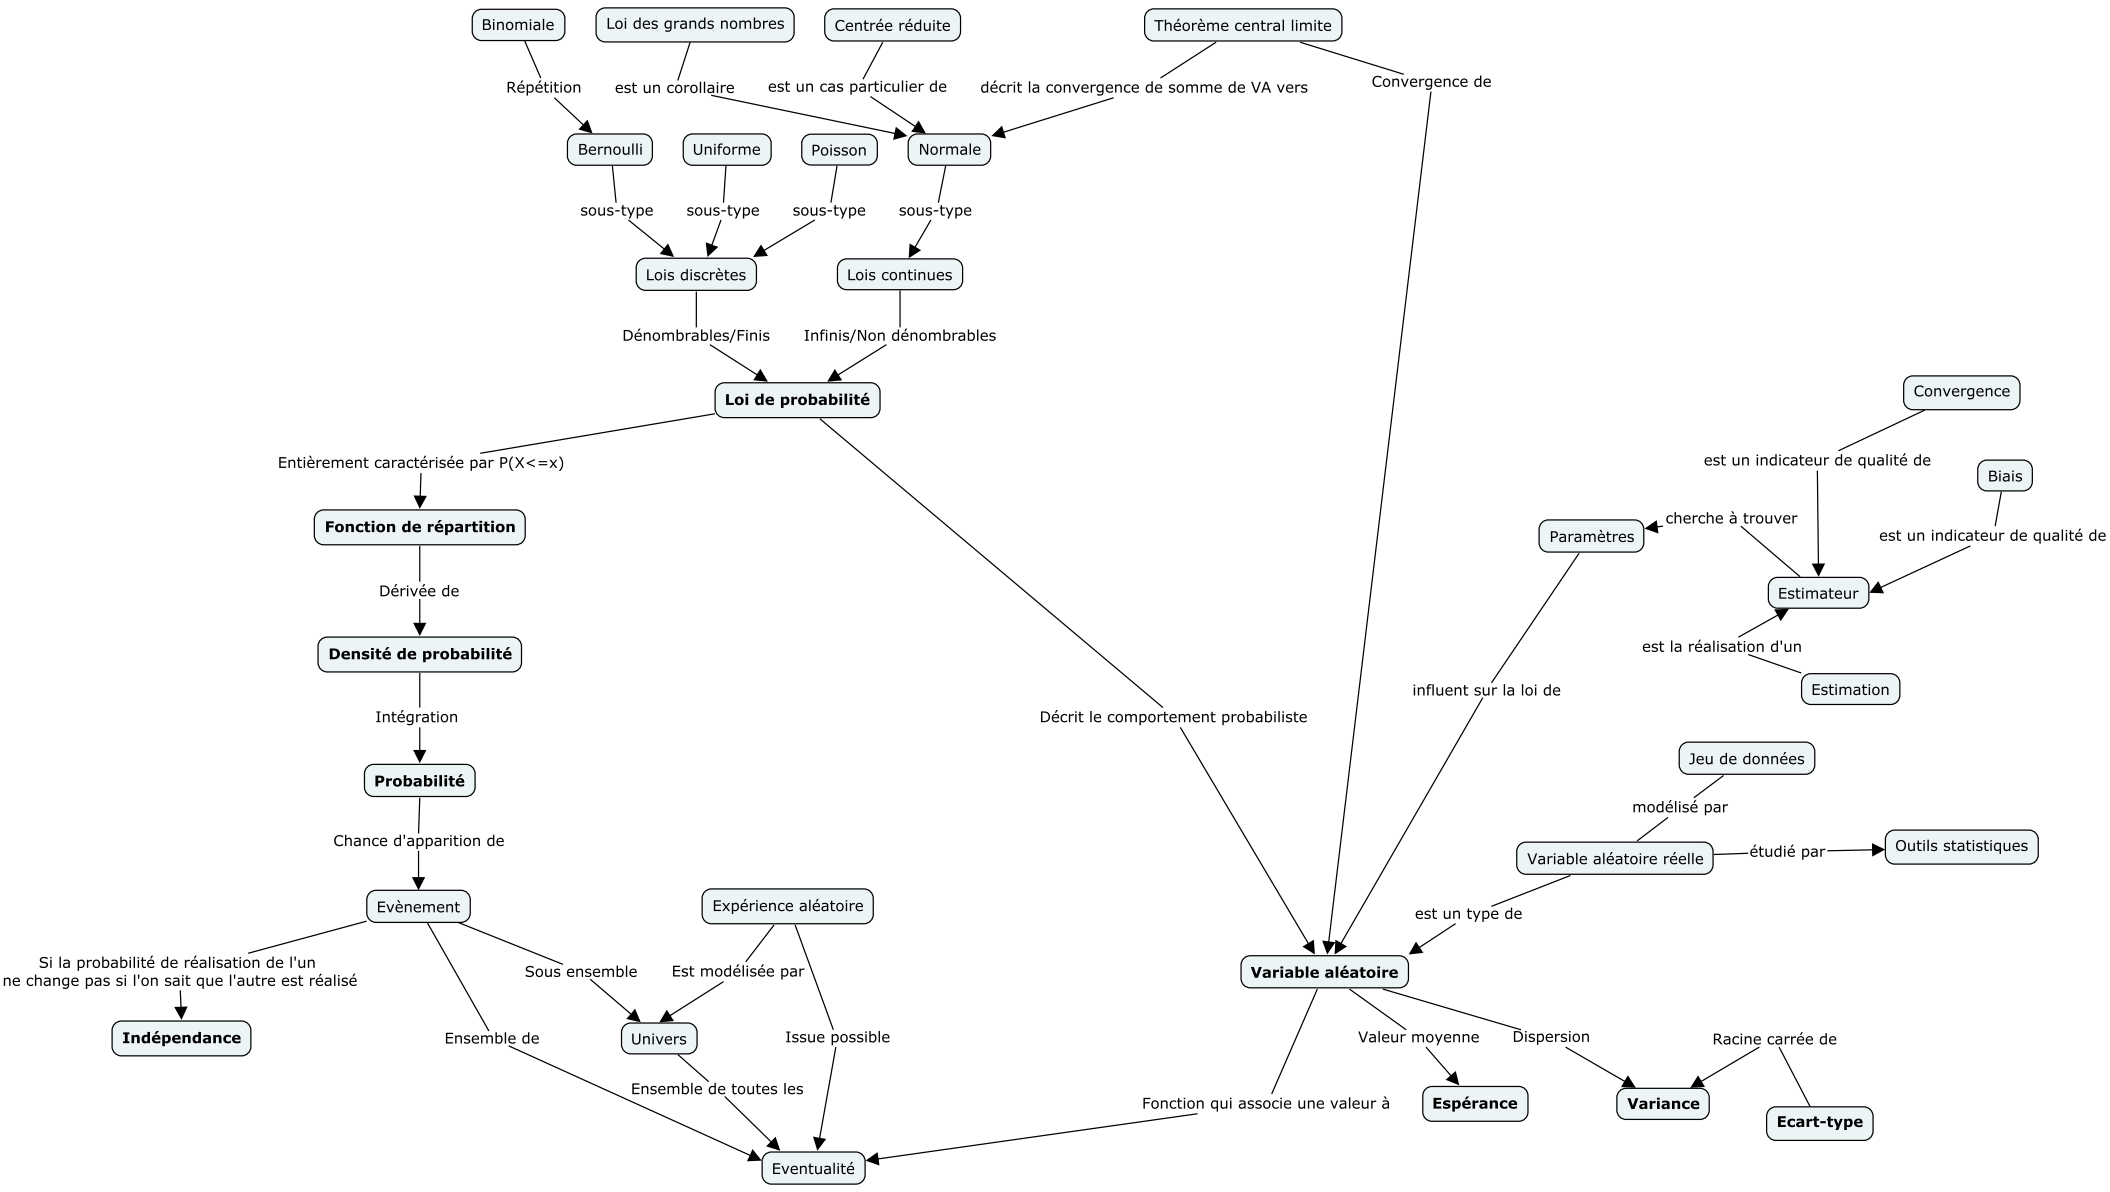 Binomiale
Loi des grands nombres
Centrée réduite
Théorème central limite
Répétition
est un corollaire
est un cas particulier de
décrit la convergence de somme de VA vers
Convergence de
Bernoulli
Uniforme
Poisson
Normale
sous-type
sous-type
sous-type
sous-type
Lois discrètes
Lois continues
Dénombrables/Finis
Infinis/Non dénombrables
Loi de probabilité
Convergence
Entièrement caractérisée par P(X<=x)
est un indicateur de qualité de
Biais
Fonction de répartition
cherche à trouver
Paramètres
est un indicateur de qualité de
Dérivée de
Estimateur
Densité de probabilité
est la réalisation d'un
influent sur la loi de
Estimation
Intégration
Décrit le comportement probabiliste
Jeu de données
Probabilité
modélisé par
Chance d'apparition de
Variable aléatoire réelle
étudié par
Outils statistiques
Evènement
Expérience aléatoire
est un type de
Si la probabilité de réalisation de l'un
ne change pas si l'on sait que l'autre est réalisé
Sous ensemble
Est modélisée par
Variable aléatoire
Indépendance
Ensemble de
Univers
Issue possible
Valeur moyenne
Dispersion
Racine carrée de
Ensemble de toutes les
Fonction qui associe une valeur à
Espérance
Variance
Ecart-type
Eventualité